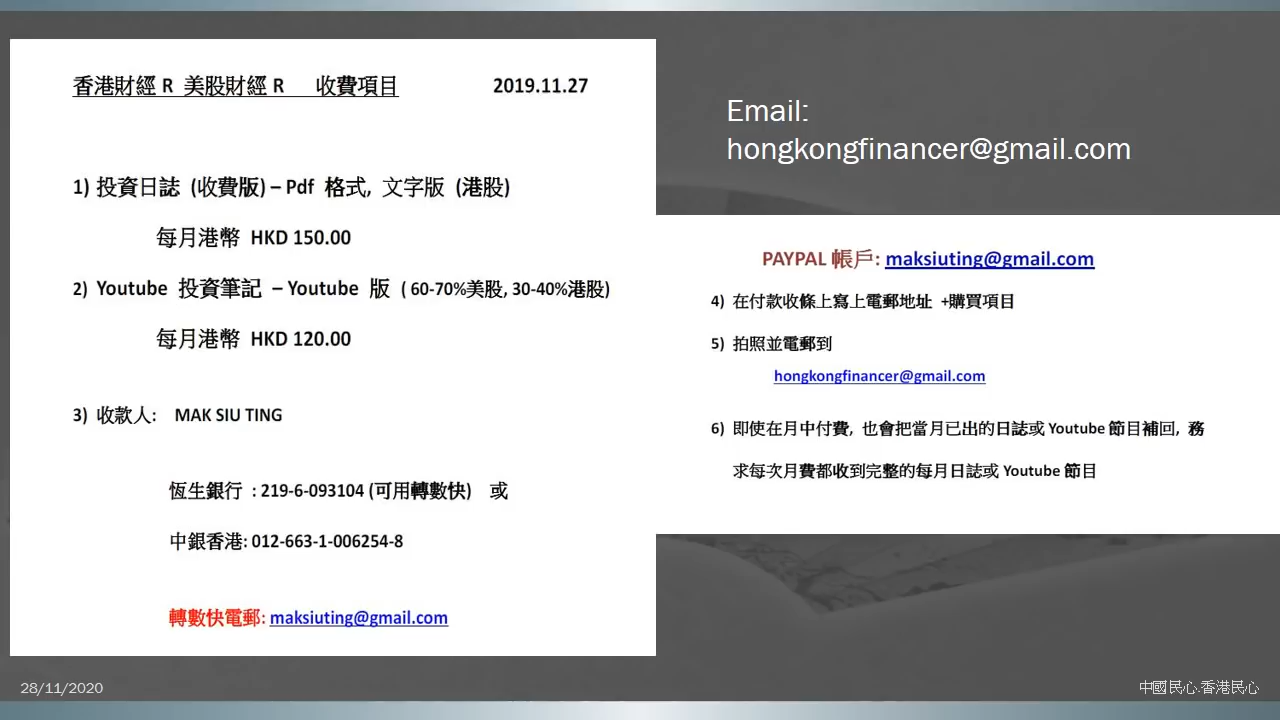 香港財經 R 美股財經 R 收費項目 2019.11.27
1) 投資日誌 (收費版) – Pdf 格式, 文字版 (港股)
每月港幣 HKD 150.00
2) Youtube 投資筆記 – Youtube 版 ( 60-70%美股, 30-40%港股)
每月港幣 HKD 120.00
3) 收款人: MAK SIU TING
恆生銀行 : 219-6-093104 (可用轉數快) 或
中銀香港: 012-663-1-006254-8
轉數快電郵: maksiuting@gmail.com
Email:
hongkongfinancer@gmail.com
PAYPAL 帳戶: maksiuting@gmail.com
4) 在付款收條上寫上電郵地址 +購買項目
5) 拍照並電郵到
hongkongfinancer@gmail.com
6) 即使在月中付費, 也會把當月已出的日誌或 Youtube 節目補回, 務
求每次月費都收到完整的每月日誌或 Youtube 節目
28/11/2020
中國民心.香港民心